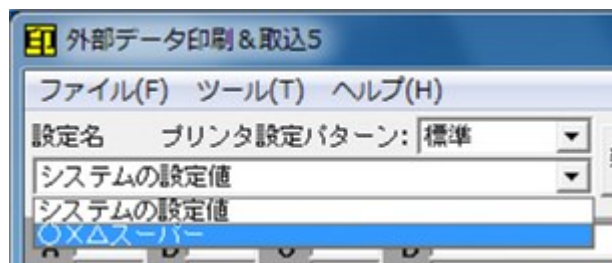 印 外部データ印刷＆取込5
ファイル(F) ツール(T) ヘルプ(H)
設定名 プリンタ設定パターン: 標準
システムの設定値
システムの設定値
○×△スーパー